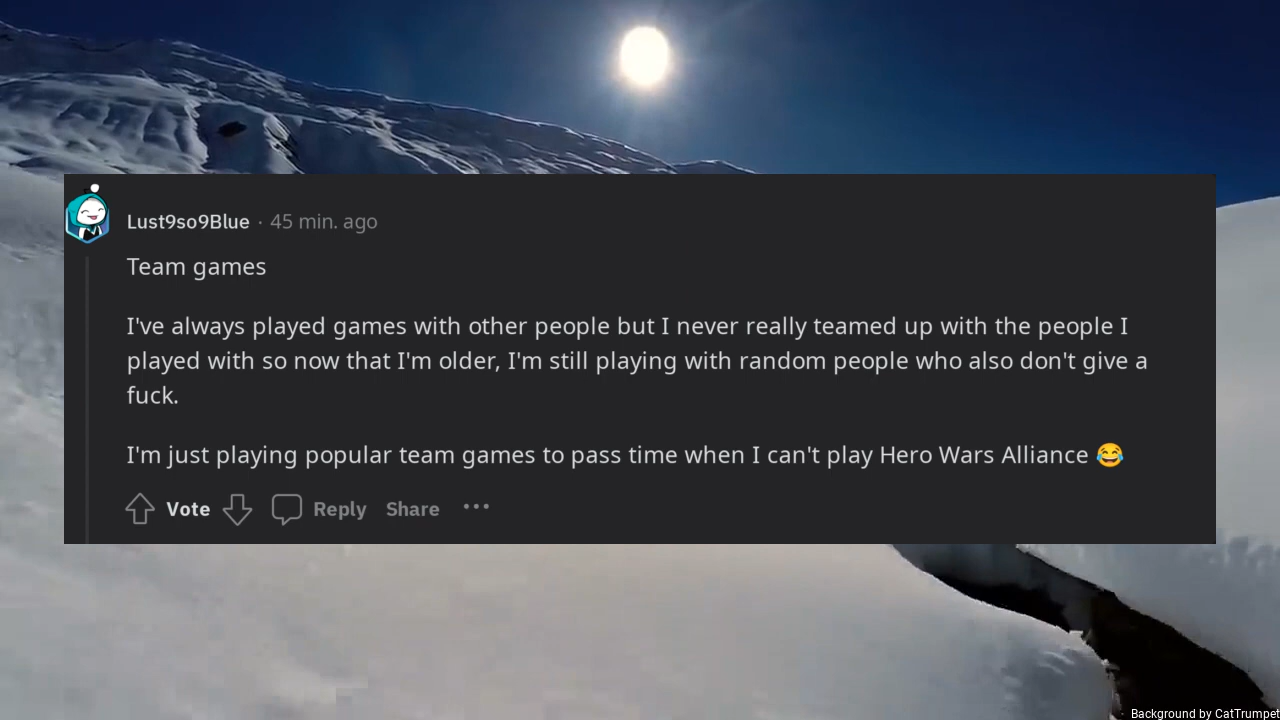 Lust9so9Blue · 45 min. ago
Team games
I've always played games with other people but I never really teamed up with the people I
played with so now that I'm older, I'm still playing with random people who also don't give a
fuck.
I'm just playing popular team games to pass time when I can't play Hero Wars Alliance 😂
Vote Reply Share •••
Background by CatTrumpet